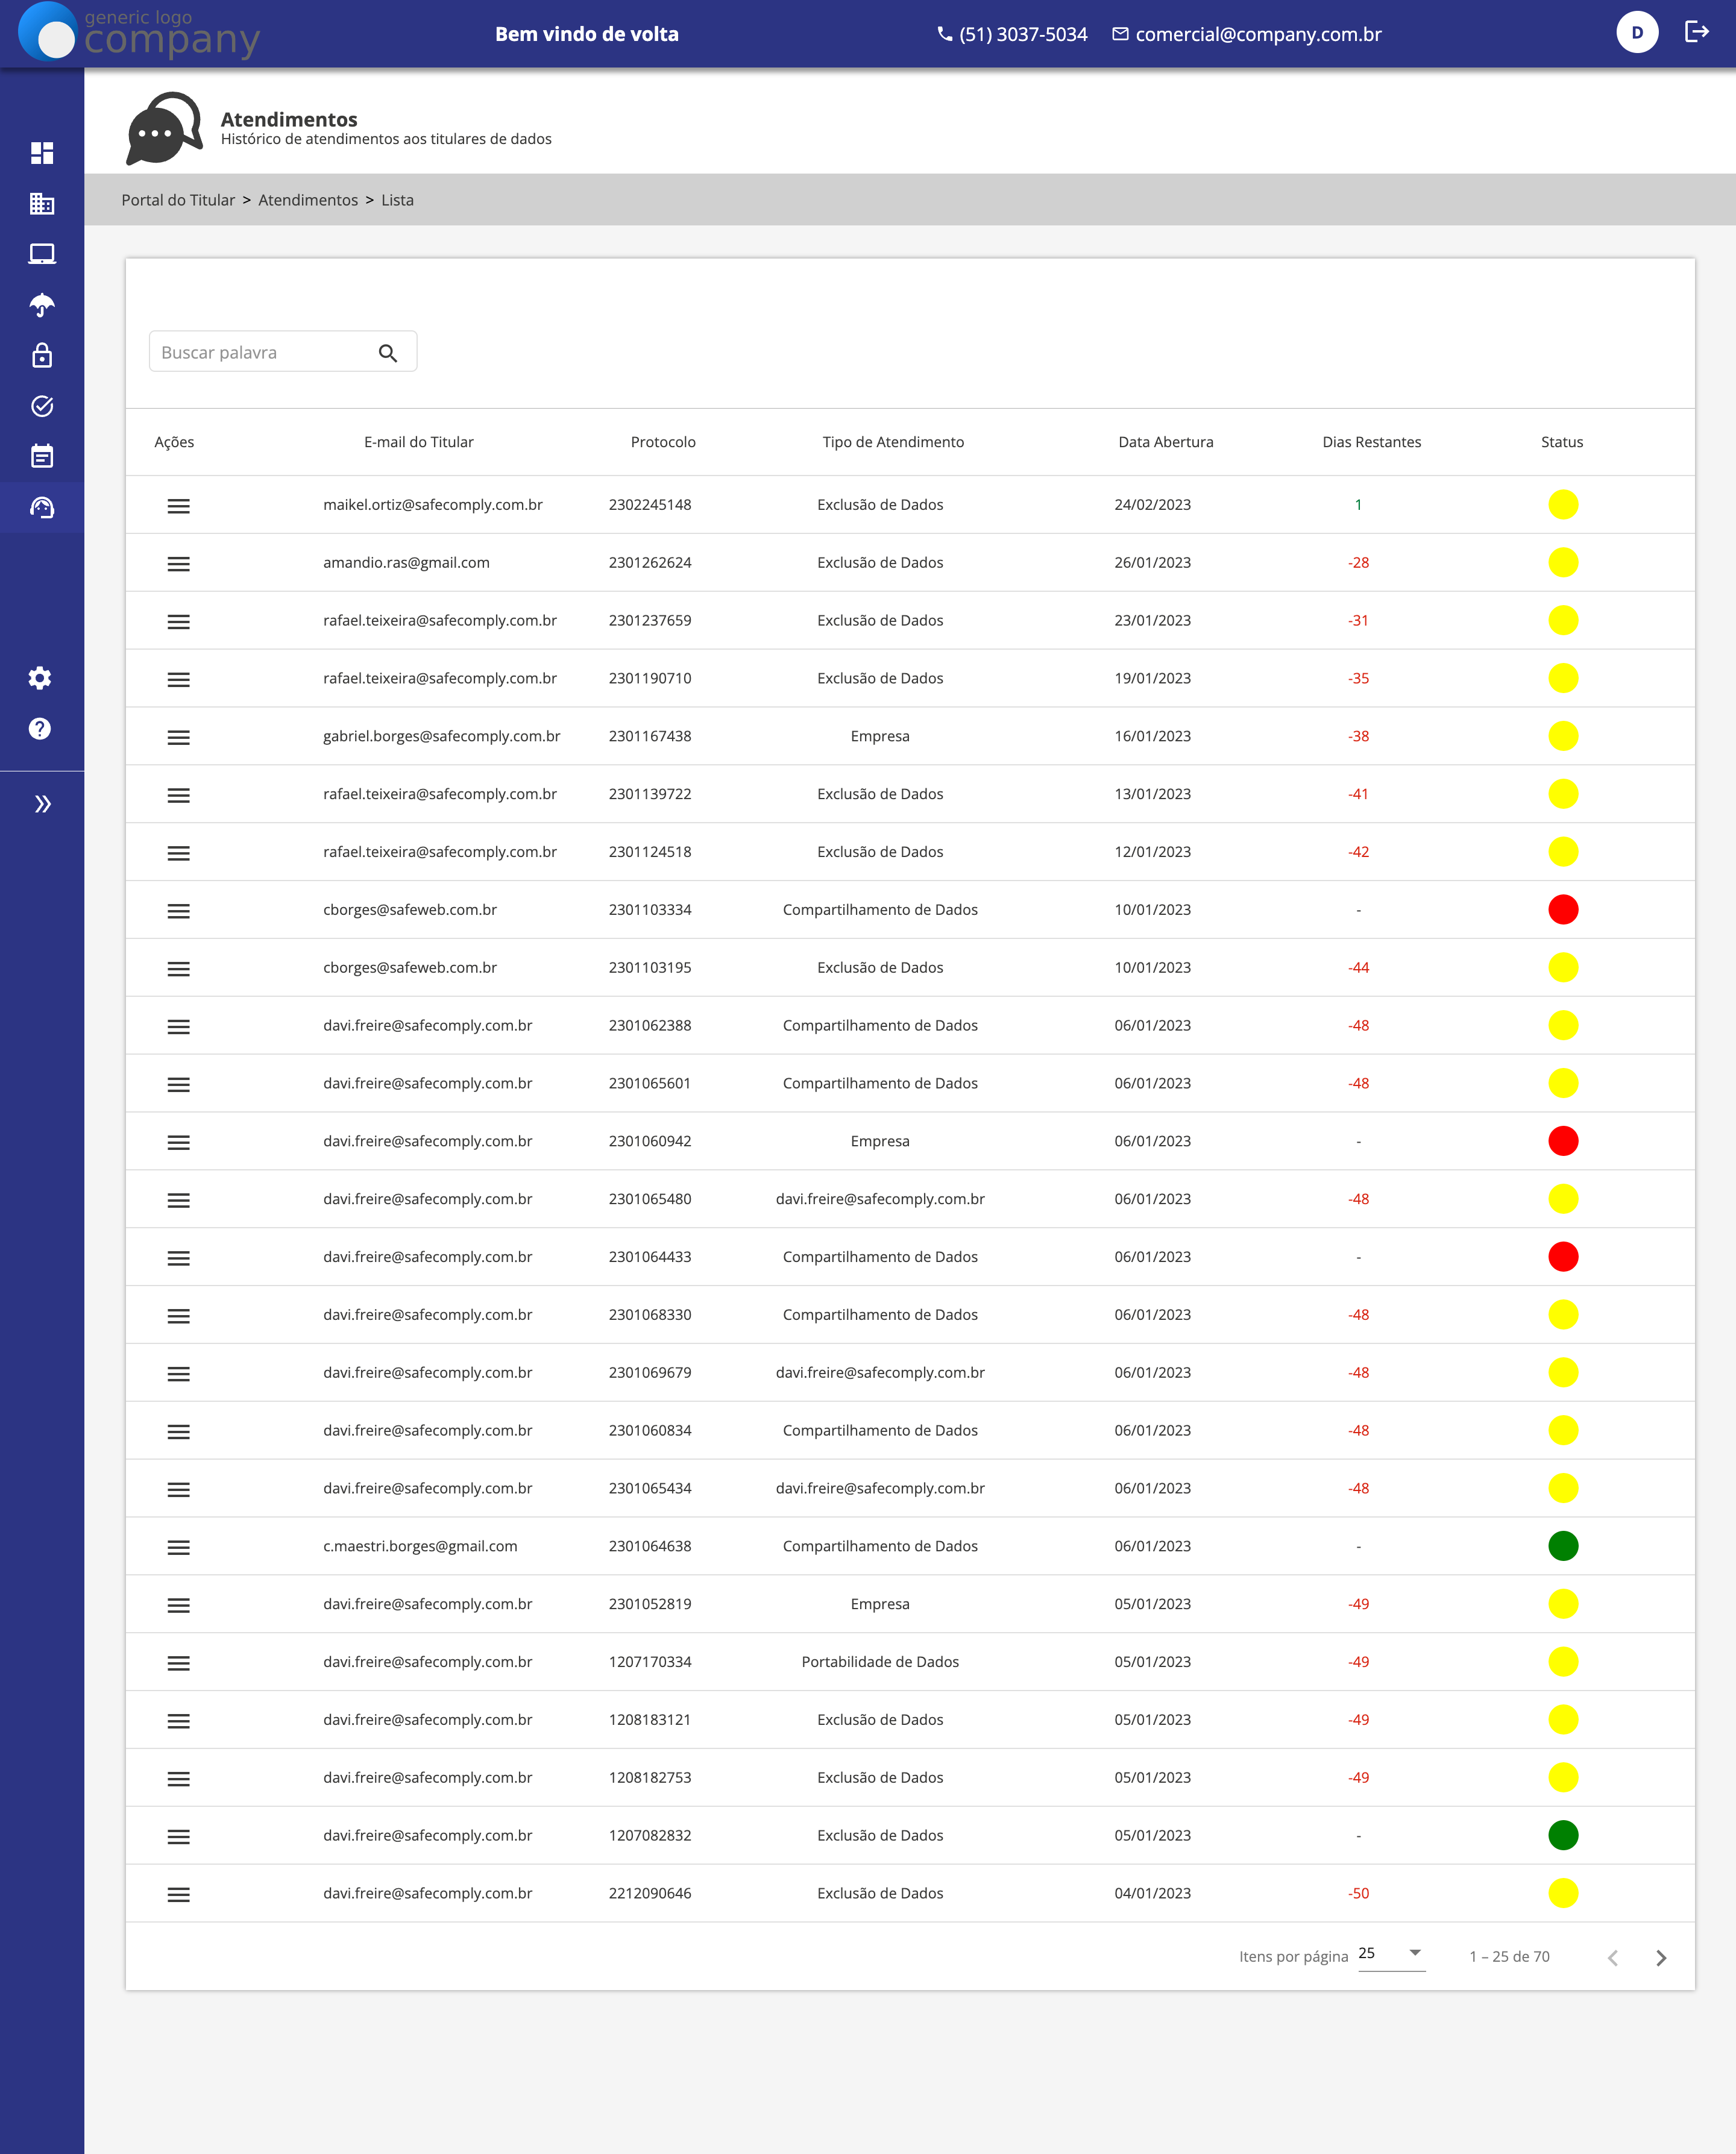 generic logo
company
Bem vindo de volta
(51) 3037-5034 comercial@company.com.br
D
Atendimentos
Histórico de atendimentos aos titulares de dados
Portal do Titular > Atendimentos > Lista
Buscar palavra
Ações E-mail do Titular Protocolo Tipo de Atendimento Data Abertura Dias Restantes Status
maikel.ortiz@safecomply.com.br 2302245148 Exclusão de Dados 24/02/2023 1
amandio.ras@gmail.com 2301262624 Exclusão de Dados 26/01/2023 -28
rafael.teixeira@safecomply.com.br 2301237659 Exclusão de Dados 23/01/2023 -31
rafael.teixeira@safecomply.com.br 2301190710 Exclusão de Dados 19/01/2023 -35
gabriel.borges@safecomply.com.br 2301167438 Empresa 16/01/2023 -38
rafael.teixeira@safecomply.com.br 2301139722 Exclusão de Dados 13/01/2023 -41
rafael.teixeira@safecomply.com.br 2301124518 Exclusão de Dados 12/01/2023 -42
cborges@safeweb.com.br 2301103334 Compartilhamento de Dados 10/01/2023 -
cborges@safeweb.com.br 2301103195 Exclusão de Dados 10/01/2023 -44
davi.freire@safecomply.com.br 2301062388 Compartilhamento de Dados 06/01/2023 -48
davi.freire@safecomply.com.br 2301065601 Compartilhamento de Dados 06/01/2023 -48
davi.freire@safecomply.com.br 2301060942 Empresa 06/01/2023 -
davi.freire@safecomply.com.br 2301065480 davi.freire@safecomply.com.br 06/01/2023 -48
davi.freire@safecomply.com.br 2301064433 Compartilhamento de Dados 06/01/2023 -
davi.freire@safecomply.com.br 2301068330 Compartilhamento de Dados 06/01/2023 -48
davi.freire@safecomply.com.br 2301069679 davi.freire@safecomply.com.br 06/01/2023 -48
davi.freire@safecomply.com.br 2301060834 Compartilhamento de Dados 06/01/2023 -48
davi.freire@safecomply.com.br 2301065434 davi.freire@safecomply.com.br 06/01/2023 -48
c.maestri.borges@gmail.com 2301064638 Compartilhamento de Dados 06/01/2023 -
davi.freire@safecomply.com.br 2301052819 Empresa 05/01/2023 -49
davi.freire@safecomply.com.br 1207170334 Portabilidade de Dados 05/01/2023 -49
davi.freire@safecomply.com.br 1208183121 Exclusão de Dados 05/01/2023 -49
davi.freire@safecomply.com.br 1208182753 Exclusão de Dados 05/01/2023 -49
davi.freire@safecomply.com.br 1207082832 Exclusão de Dados 05/01/2023 -
davi.freire@safecomply.com.br 2212090646 Exclusão de Dados 04/01/2023 -50
Itens por página 25 1 – 25 de 70